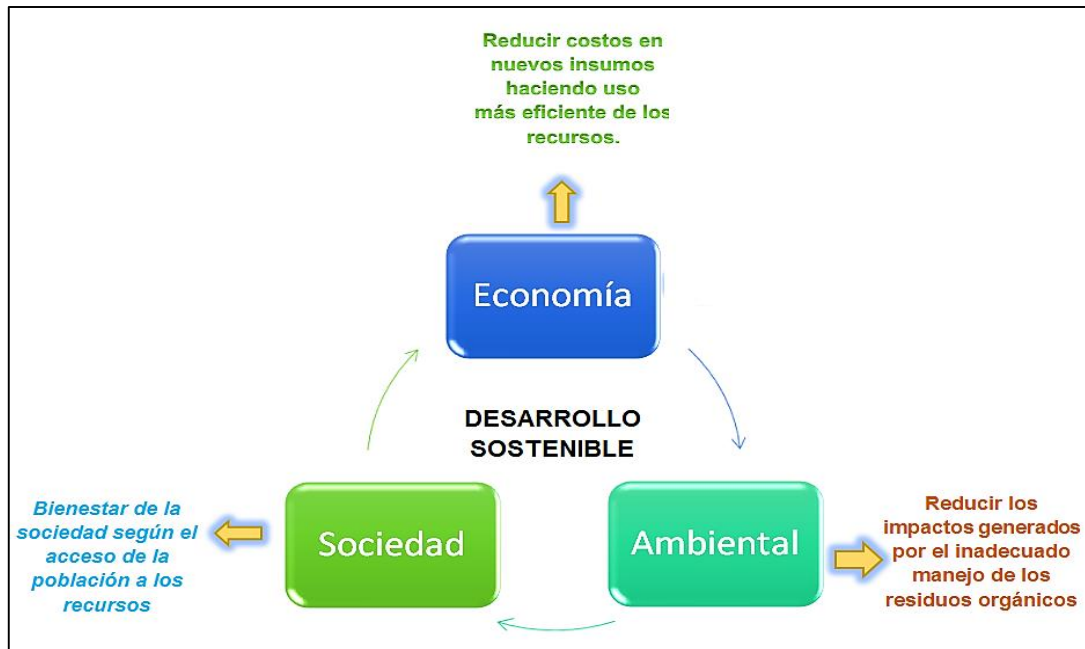 Reducir costos en
nuevos insumos
haciendo uso
más eficiente de los
recursos.
Economía
DESARROLLO
SOSTENIBLE
Bienestar de la
sociedad según el
acceso de la
población a los
recursos
Sociedad
Ambiental
Reducir los
impactos generados
por el inadecuado
manejo de los
residuos orgánicos